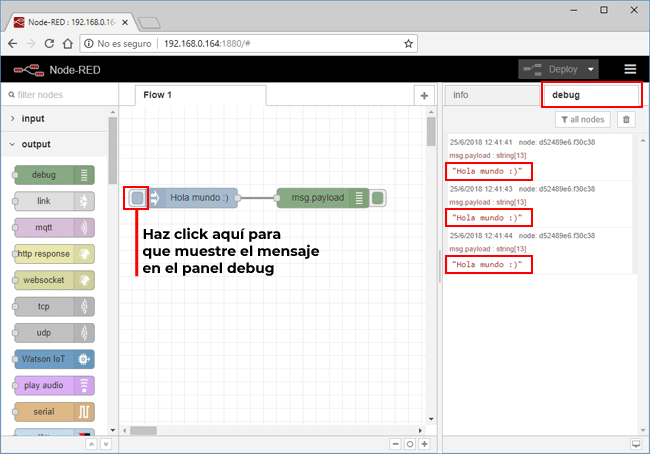 Node-RED : 192.168.0.164
No es seguro
192.168.0.164:1880/#
Node-RED
Deploy
filter nodes
input
output
debug
link
mqtt
http response
websocket
tcp
udp
Watson IoT
play audio
serial
Flow 1
Hola mundo :)
msg.payload
Haz click aquí para
que muestre el mensaje
en el panel debug
info
debug
all nodes
25/6/2018 12:41:41 node: d52489e6.f30c38
msg.payload : string[13]
"Hola mundo :)"
25/6/2018 12:41:43 node: d52489e6.f30c38
msg.payload : string[13]
"Hola mundo :)"
25/6/2018 12:41:44 node: d52489e6.f30c38
msg.payload : string[13]
"Hola mundo :)"